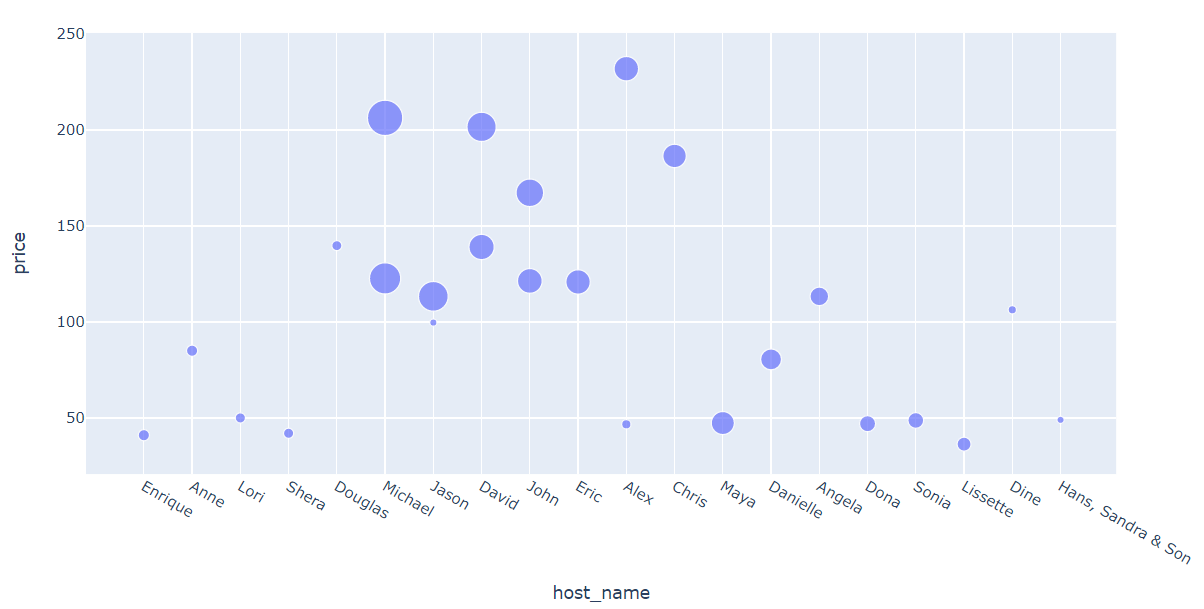 250
200
150
100
50
price
Enrique
Anne
Lori
Shera
Douglas
Michael
Jason
David
John
Eric
Alex
Chris
Maya
Danielle
Angela
Dona
Sonia
Lissette
Dine
Hans, Sandra & Son
host_name